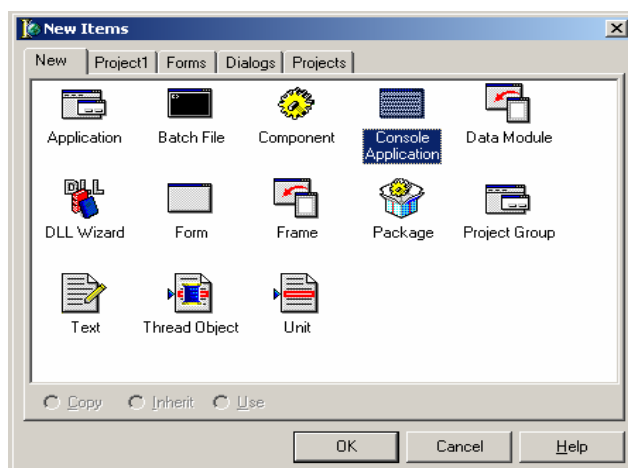 New Items
New Project1 Forms Dialogs Projects
Application Batch File Component Console Application Data Module
DLL DLL Wizard Form Frame Package Project Group
Text Thread Object Unit
Copy Inherit Use
OK Cancel Help